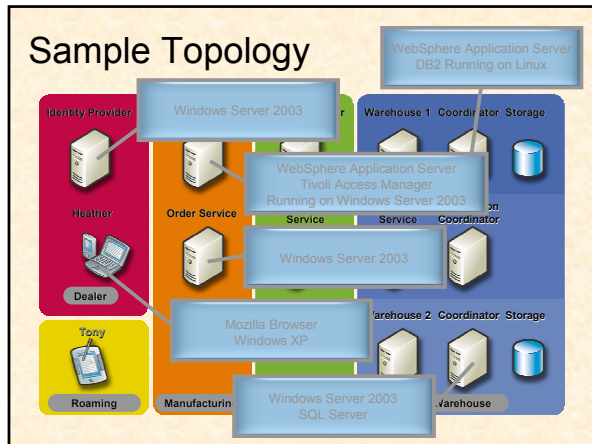 Sample Topology
WebSphere Application Server
DB2 Running on Linux
Windows Server 2003
Identity Provider
Warehouse 1
Coordinator
Storage
WebSphere Application Server
Tivoli Access Manager
Running on Windows Server 2003
Heather
Order Service
Service
Service
Coordinator
Windows Server 2003
Dealer
Mozilla Browser
Windows XP
Warehouse 2
Coordinator
Storage
Tony
Windows Server 2003
SQL Server
Roaming
Manufacturing
Warehouse